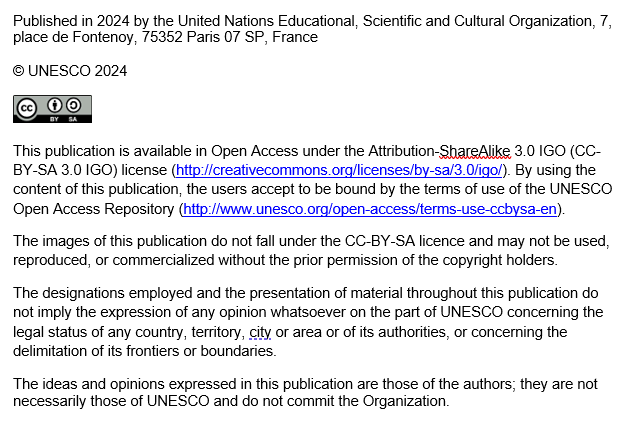 Published in 2024 by the United Nations Educational, Scientific and Cultural Organization, 7,
place de Fontenoy, 75352 Paris 07 SP, France
© UNESCO 2024
cc BY SA
This publication is available in Open Access under the Attribution-ShareAlike 3.0 IGO (CC-
BY-SA 3.0 IGO) license (http://creativecommons.org/licenses/by-sa/3.0/igo/). By using the
content of this publication, the users accept to be bound by the terms of use of the UNESCO
Open Access Repository (http://www.unesco.org/open-access/terms-use-ccbysa-en).
The images of this publication do not fall under the CC-BY-SA licence and may not be used,
reproduced, or commercialized without the prior permission of the copyright holders.
The designations employed and the presentation of material throughout this publication do
not imply the expression of any opinion whatsoever on the part of UNESCO concerning the
legal status of any country, territory, city or area or of its authorities, or concerning the
delimitation of its frontiers or boundaries.
The ideas and opinions expressed in this publication are those of the authors; they are not
necessarily those of UNESCO and do not commit the Organization.